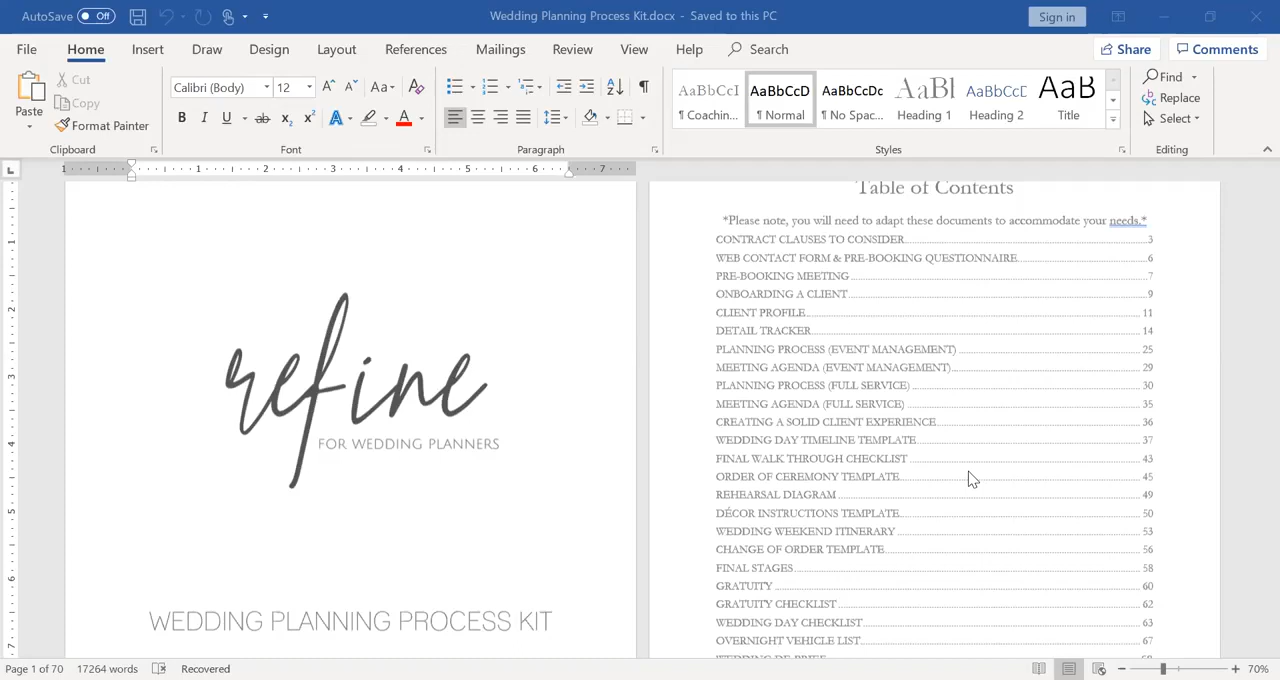 AutoSave Off
Wedding Planning Process Kit.docx - Saved to this PC
Sign in
File Home Insert Draw Design Layout References Mailings Review View Help Search
Share Comments
Paste
Cut
Copy
Format Painter
Clipboard
Calibri (Body) 12
Font
Paragraph
AaBbCcI AaBbCcD AaBbCcDc AaBbl AaBbCcC AaB
¶ Coachin... ¶ Normal ¶ No Spac... Heading 1 Heading 2 Title
Styles
Find
Replace
Select
Editing
refine
FOR WEDDING PLANNERS
WEDDING PLANNING PROCESS KIT
Table of Contents
*Please note, you will need to adapt these documents to accommodate your needs.*
CONTRACT CLAUSES TO CONSIDER 3
WEB CONTACT FORM & PRE-BOOKING QUESTIONNAIRE 6
PRE-BOOKING MEETING 7
ONBOARDING A CLIENT 9
CLIENT PROFILE 11
DETAIL TRACKER 14
PLANNING PROCESS (EVENT MANAGEMENT) 25
MEETING AGENDA (EVENT MANAGEMENT) 29
PLANNING PROCESS (FULL SERVICE) 30
MEETING AGENDA (FULL SERVICE) 35
CREATING A SOLID CLIENT EXPERIENCE 36
WEDDING DAY TIMELINE TEMPLATE 37
FINAL WALK THROUGH CHECKLIST 43
ORDER OF CEREMONY TEMPLATE 45
REHEARSAL DIAGRAM 49
DÉCOR INSTRUCTIONS TEMPLATE 50
WEDDING WEEKEND ITINERARY 53
CHANGE OF ORDER TEMPLATE 56
FINAL STAGES 58
GRATUITY 60
GRATUITY CHECKLIST 62
WEDDING DAY CHECKLIST 63
OVERNIGHT VEHICLE LIST 67
Page 1 of 70 17264 words Recovered
70%